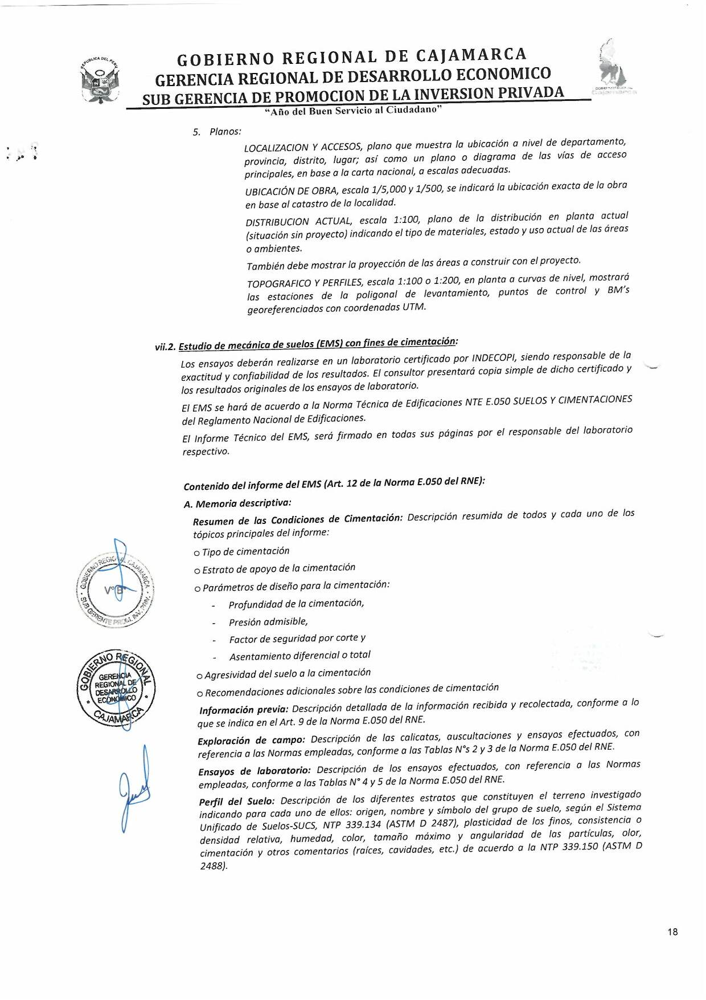 REPUBLICA DEL PERU
GOBIERNO REGIONAL DE CAJAMARCA
GERENCIA REGIONAL DE DESARROLLO ECONOMICO
SUB GERENCIA DE PROMOCION DE LA INVERSION PRIVADA
“Año del Buen Servicio al Ciudadano”
Cajamarca
5. Planos:
LOCALIZACION Y ACCESOS, plano que muestra la ubicación a nivel de departamento,
provincia, distrito, lugar; así como un plano o diagrama de las vías de acceso
principales, en base a la carta nacional, a escalas adecuadas.
UBICACIÓN DE OBRA, escala 1/5,000 y 1/500, se indicará la ubicación exacta de la obra
en base al catastro de la localidad.
DISTRIBUCION ACTUAL, escala 1:100, plano de la distribución en planta actual
(situación sin proyecto) indicando el tipo de materiales, estado y uso actual de las áreas
o ambientes.
También debe mostrar la proyección de las áreas a construir con el proyecto.
TOPOGRAFICO Y PERFILES, escala 1:100 o 1:200, en planta a curvas de nivel, mostrará
las estaciones de la poligonal de levantamiento, puntos de control y BM’s
georeferenciados con coordenadas UTM.
vii.2. Estudio de mecánica de suelos (EMS) con fines de cimentación:
Los ensayos deberán realizarse en un laboratorio certificado por INDECOPI, siendo responsable de la
exactitud y confiabilidad de los resultados. El consultor presentará copia simple de dicho certificado y
los resultados originales de los ensayos de laboratorio.
El EMS se hará de acuerdo a la Norma Técnica de Edificaciones NTE E.050 SUELOS Y CIMENTACIONES
del Reglamento Nacional de Edificaciones.
El Informe Técnico del EMS, será firmado en todas sus páginas por el responsable del laboratorio
respectivo.
Contenido del informe del EMS (Art. 12 de la Norma E.050 del RNE):
A. Memoria descriptiva:
Resumen de las Condiciones de Cimentación: Descripción resumida de todos y cada uno de los
tópicos principales del informe:
o Tipo de cimentación
o Estrato de apoyo de la cimentación
o Parámetros de diseño para la cimentación:
- Profundidad de la cimentación,
- Presión admisible,
- Factor de seguridad por corte y
- Asentamiento diferencial o total
o Agresividad del suelo a la cimentación
o Recomendaciones adicionales sobre las condiciones de cimentación
Información previa: Descripción detallada de la información recibida y recolectada, conforme a lo
que se indica en el Art. 9 de la Norma E.050 del RNE.
Exploración de campo: Descripción de las calicatas, auscultaciones y ensayos efectuados, con
referencia a las Normas empleadas, conforme a las Tablas N°s 2 y 3 de la Norma E.050 del RNE.
Ensayos de laboratorio: Descripción de los ensayos efectuados, con referencia a las Normas
empleadas, conforme a las Tablas N° 4 y 5 de la Norma E.050 del RNE.
Perfil del Suelo: Descripción de los diferentes estratos que constituyen el terreno investigado
indicando para cada uno de ellos: origen, nombre y símbolo del grupo de suelo, según el Sistema
Unificado de Suelos-SUCS, NTP 339.134 (ASTM D 2487), plasticidad de los finos, consistencia o
densidad relativa, humedad, color, tamaño máximo y angularidad de las partículas, olor,
cimentación y otros comentarios (raíces, cavidades, etc.) de acuerdo a la NTP 339.150 (ASTM D
2488).
GOBIERNO REGIONAL CAJAMARCA
V°B°
SUB GERENTE PROM. INV. PRIV.
GOBIERNO REGIONAL
GERENCIA
REGIONAL DE
DESARROLLO
ECONOMICO
CAJAMARCA
18